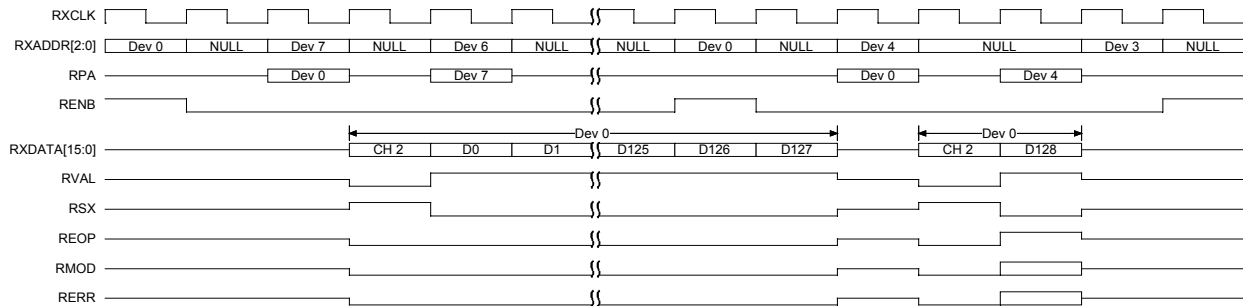 RXCLK
RXADDR[2:0] Dev 0 NULL Dev 7 NULL Dev 6 NULL NULL Dev 0 NULL Dev 4 NULL Dev 3 NULL
RPA Dev 0 Dev 7 Dev 0 Dev 4
RENB
Dev 0 Dev 0
RXDATA[15:0] CH 2 D0 D1 D125 D126 D127 CH 2 D128
RVAL
RSX
REOP
RMOD
RERR